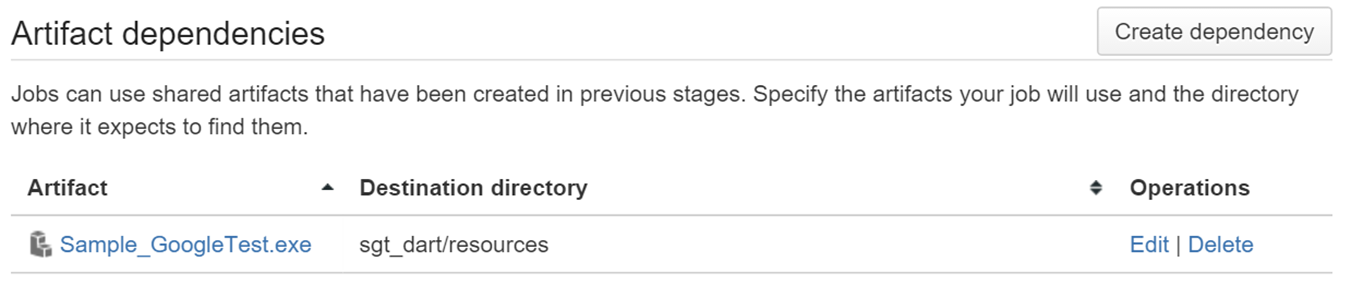 Artifact dependencies
Create dependency
Jobs can use shared artifacts that have been created in previous stages. Specify the artifacts your job will use and the directory
where it expects to find them.
Artifact Destination directory Operations
Sample_GoogleTest.exe sgt_dart/resources Edit | Delete